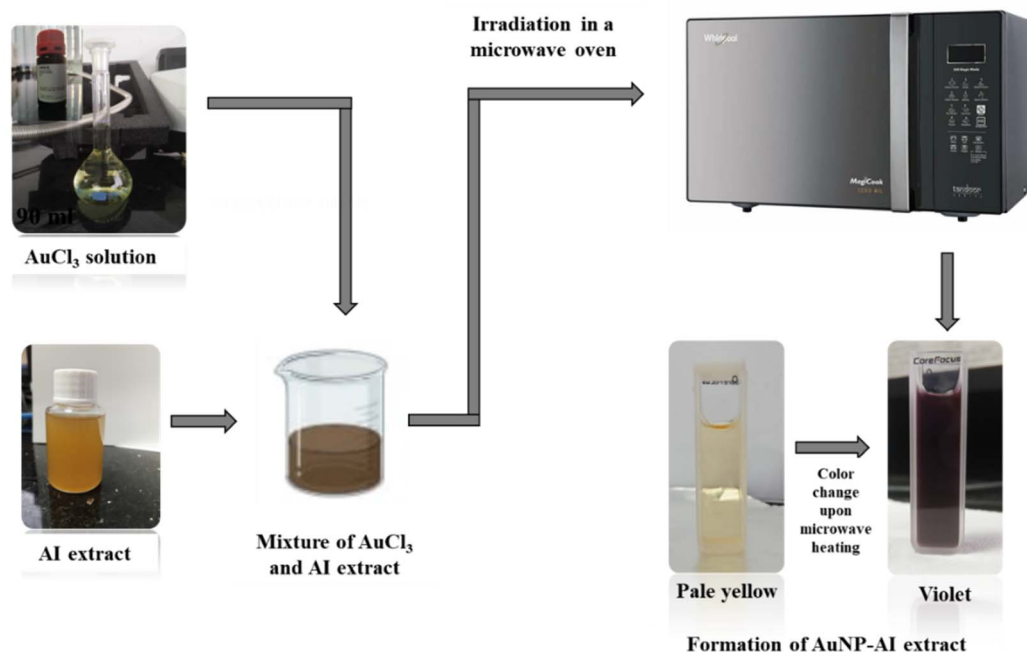 Irradiation in a
microwave oven
Whirlpool
MagiCook
90 ml
AuCl₃ solution
AI extract
Mixture of AuCl₃
and AI extract
CoreFocus
Color
change
upon
microwave
heating
Pale yellow
Violet
Formation of AuNP-AI extract